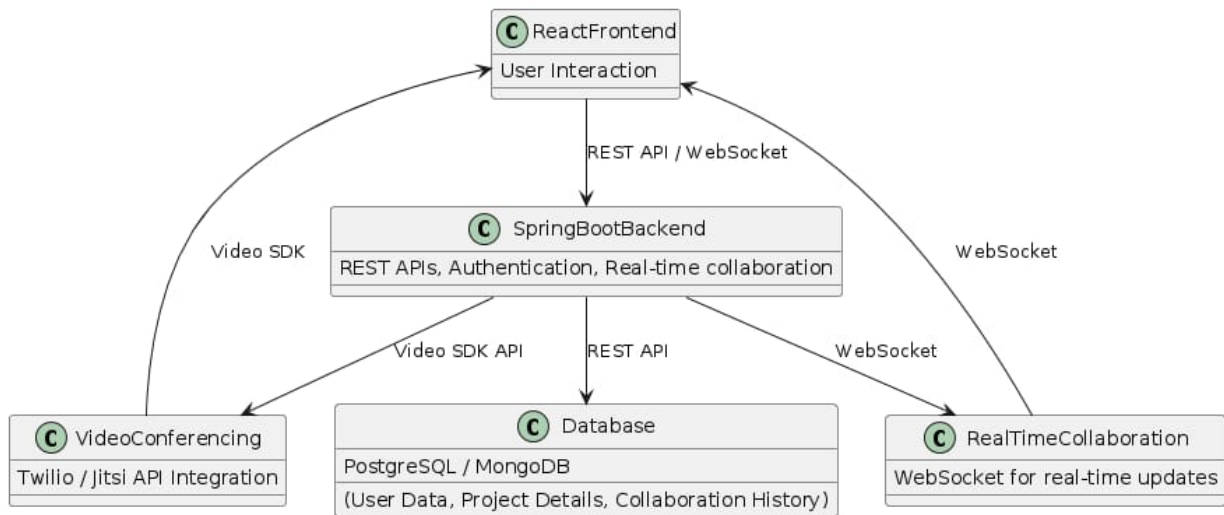 C ReactFrontend
User Interaction
REST API / WebSocket
C SpringBootBackend
REST APIs, Authentication, Real-time collaboration
Video SDK
WebSocket
Video SDK API
REST API
WebSocket
C VideoConferencing
Twilio / Jitsi API Integration
C Database
PostgreSQL / MongoDB
(User Data, Project Details, Collaboration History)
C RealTimeCollaboration
WebSocket for real-time updates